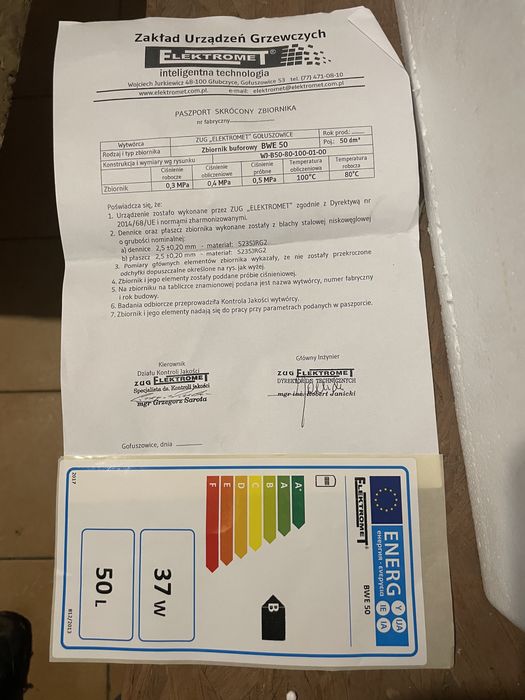 Zakład Urządzeń Grzewczych
ELEKTROMET®
inteligentna technologia
Wojciech Jurkiewicz 48-100 Głubczyce, Gołuszowice 53 tel. (77) 471-08-10
www.elektromet.com.pl e-mail: elektromet@elektromet.com.pl
PASZPORT SKRÓCONY ZBIORNIKA
nr fabryczny
Wytwórca ZUG „ELEKTROMET" GOŁUSZOWICE Rok prod.:
Rodzaj i typ zbiornika Zbiornik buforowy BWE 50 Poj.: 50 dm³
Konstrukcja i wymiary wg rysunku WJ-B50-80-100-01-00
Zbiornik
Ciśnienie robocze
Ciśnienie obliczeniowe
Ciśnienie próbne
Temperatura obliczeniowa
Temperatura robocza
0,3 MPa 0,4 MPa 0,5 MPa 100°C 80°C
Poświadcza się, że:
1. Urządzenie zostało wykonane przez ZUG „ELEKTROMET" zgodnie z Dyrektywą nr
2014/68/UE i normami zharmonizowanymi.
2. Dennice oraz płaszcz zbiornika wykonane zostały z blachy stalowej niskowęglowej
o grubości nominalnej:
a) dennice 2,5 ±0,20 mm - materiał: S235JRG2
b) płaszcz 2,5 ±0,20 mm - materiał: S235JRG2.
3. Pomiary głównych elementów zbiornika wykazały, że nie zostały przekroczone
odchyłki dopuszczalne określone na rys. jak wyżej.
4. Zbiornik i jego elementy zostały poddane próbie ciśnieniowej.
5. Na zbiorniku na tabliczce znamionowej podana jest nazwa wytwórcy, numer fabryczny
i rok budowy.
6. Badania odbiorcze przeprowadziła Kontrola Jakości wytwórcy.
7. Zbiornik i jego elementy nadają się do pracy przy parametrach podanych w paszporcie.
Kierownik
Działu Kontroli Jakości
ZUG ELEKTROMET
Specjalista ds. Kontroli Jakości
mgr Grzegorz Sarota
Główny Inżynier
ZUG ELEKTROMET
DYREKTOR DS. TECHNICZNYCH
mgr inż. Robert Janicki
Gołuszowice, dnia
ENERG
Y UA
IE IA
енергия · ενεργεια
ELEKTROMET®
BWE 50
A+
A
B
C
D
E
F
B
37 W
50 L
2017
812/2013